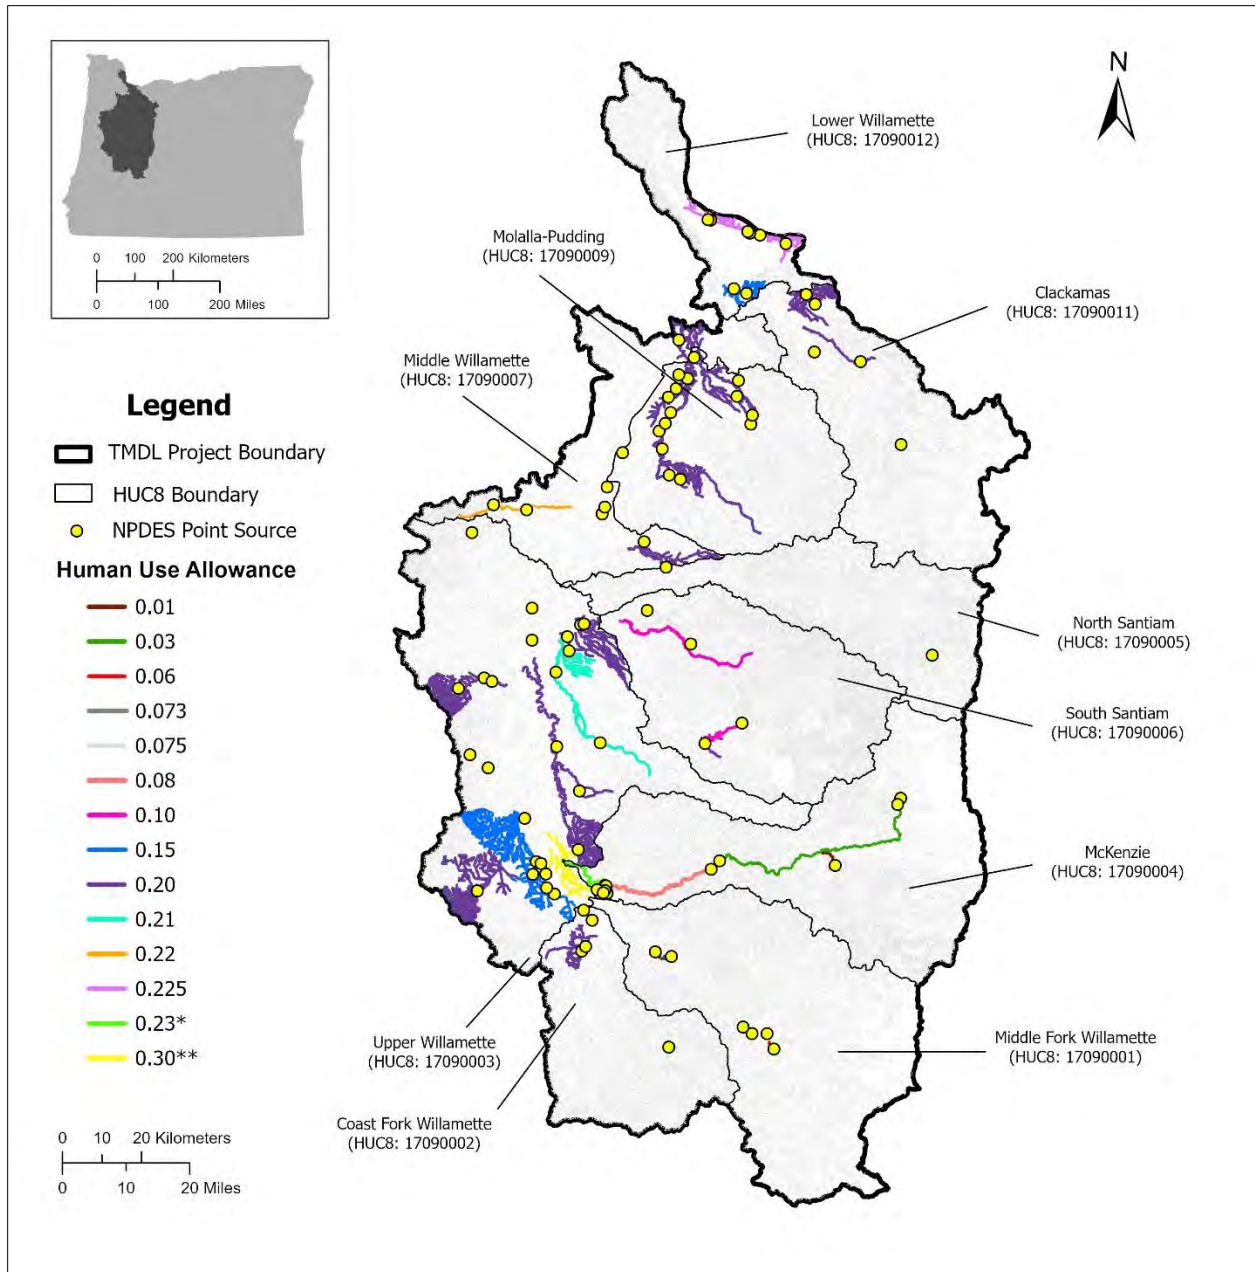 N
Lower Willamette
(HUC8: 17090012)
0 100 200 Kilometers
0 100 200 Miles
Molalla-Pudding
(HUC8: 17090009)
Clackamas
(HUC8: 17090011)
Middle Willamette
(HUC8: 17090007)
Legend
TMDL Project Boundary
HUC8 Boundary
NPDES Point Source
Human Use Allowance
0.01
0.03
0.06
0.073
0.075
0.08
0.10
0.15
0.20
0.21
0.22
0.225
0.23*
0.30**
North Santiam
(HUC8: 17090005)
South Santiam
(HUC8: 17090006)
McKenzie
(HUC8: 17090004)
Upper Willamette
(HUC8: 17090003)
Middle Fork Willamette
(HUC8: 17090001)
Coast Fork Willamette
(HUC8: 17090002)
0 10 20 Kilometers
0 10 20 Miles